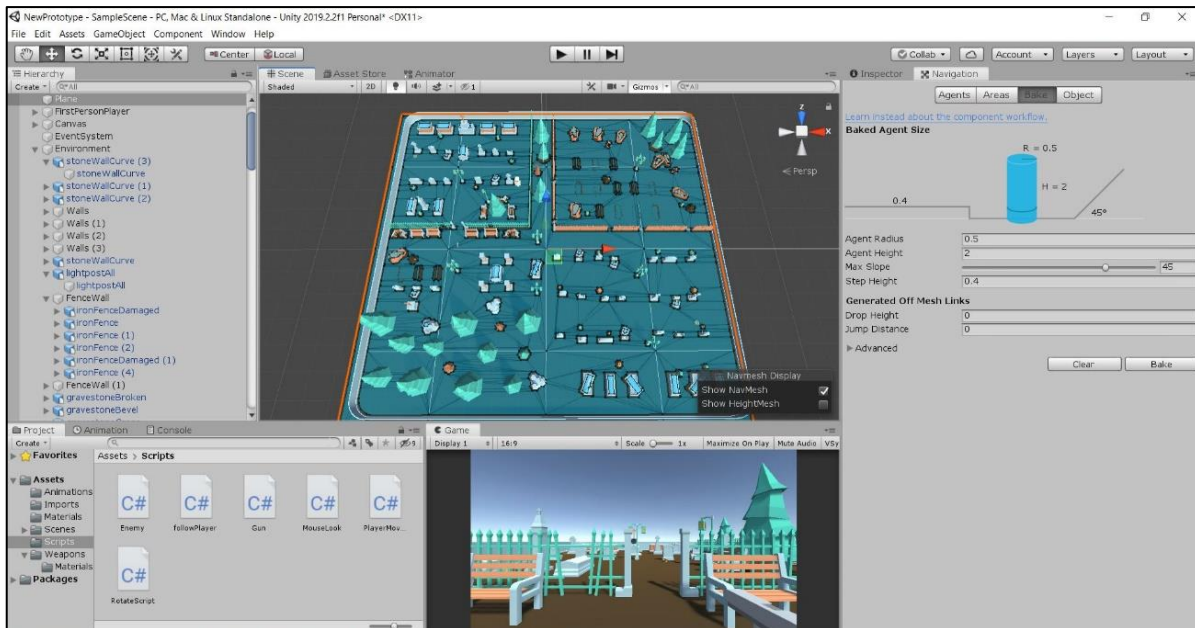 NewPrototype - SampleScene - PC, Mac & Linux Standalone - Unity 2019.2.2f1 Personal* <DX11>
File Edit Assets GameObject Component Window Help
Center Local
Collab Account Layers Layout
Hierarchy
Create All
Plane
FirstPersonPlayer
Canvas
EventSystem
Environment
stoneWallCurve (3)
stoneWallCurve
stoneWallCurve (1)
stoneWallCurve (2)
Walls
Walls (1)
Walls (2)
Walls (3)
stoneWallCurve
lightpostAll
lightpostAll
FenceWall
ironFenceDamaged
ironFence
ironFence (1)
ironFence (2)
ironFenceDamaged (1)
ironFence (4)
FenceWall (1)
gravestoneBroken
gravestoneBevel
Scene Asset Store Animator
Shaded 2D 1 Gizmos All
z
x
Persp
Navmesh Display
Show NavMesh
Show HeightMesh
Inspector Navigation
Agents Areas Bake Object
Learn instead about the component workflow.
Baked Agent Size
R = 0.5
H = 2
0.4
45°
Agent Radius 0.5
Agent Height 2
Max Slope 45
Step Height 0.4
Generated Off Mesh Links
Drop Height 0
Jump Distance 0
Advanced
Clear Bake
Project Animation Console
Create 9
Favorites
Assets
Animations
Imports
Materials
Scenes
Scripts
Weapons
Materials
Packages
Assets > Scripts
C# C# C# C# C#
Enemy followPlayer Gun MouseLook PlayerMov...
C#
RotateScript
Game
Display 1 16:9 Scale 1x Maximize On Play Mute Audio VSy